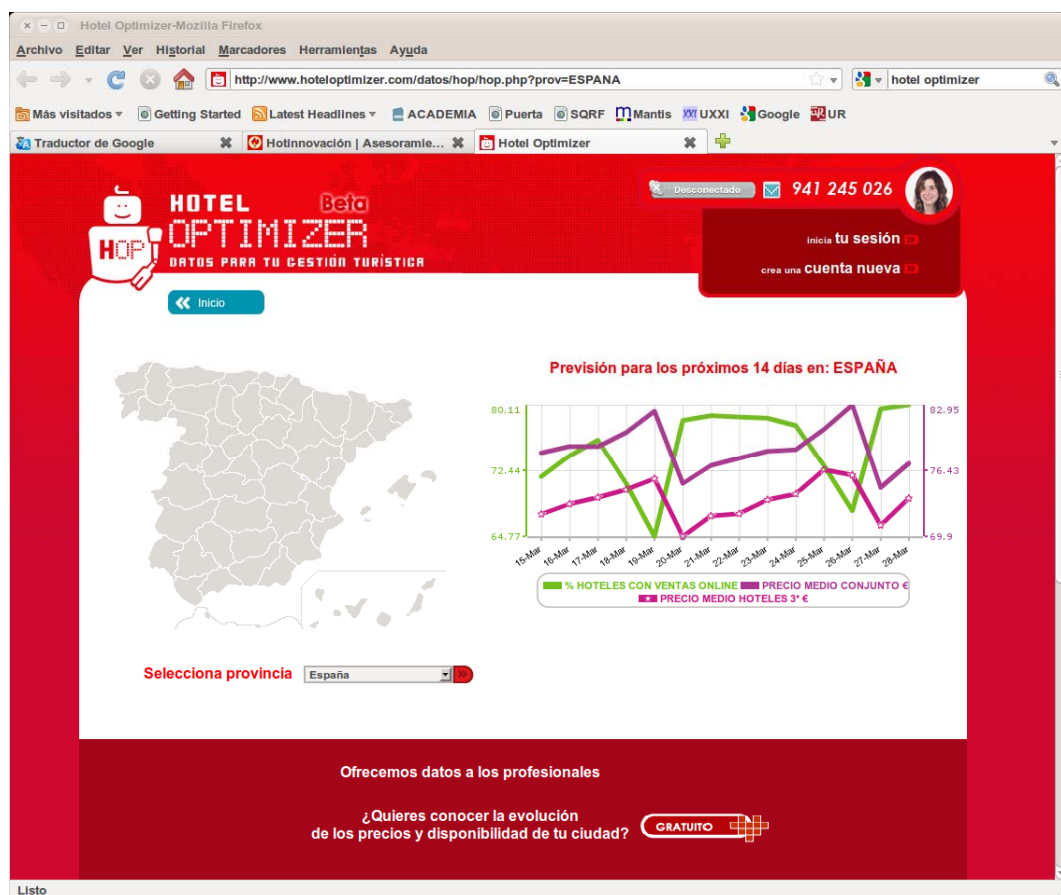 Hotel Optimizer-Mozilla Firefox
Archivo Editar Ver Historial Marcadores Herramientas Ayuda
http://www.hoteloptimizer.com/datos/hop/hop.php?prov=ESPANA
hotel optimizer
Más visitados Getting Started Latest Headlines ACADEMIA Puerta SQRF Mantis UXXI Google UR
Traductor de Google Hotinnovación | Asesoramie... Hotel Optimizer
HOP
HOTEL Beta
OPTIMIZER
DATOS PARA TU GESTIÓN TURÍSTICA
Desconectado 941 245 026
inicia tu sesión
crea una cuenta nueva
Inicio
Previsión para los próximos 14 días en: ESPAÑA
80.11 82.95
72.44 76.43
64.77 69.9
15-Mar 16-Mar 17-Mar 18-Mar 19-Mar 20-Mar 21-Mar 22-Mar 23-Mar 24-Mar 25-Mar 26-Mar 27-Mar 28-Mar
% HOTELES CON VENTAS ONLINE PRECIO MEDIO CONJUNTO €
PRECIO MEDIO HOTELES 3* €
Selecciona provincia España
Ofrecemos datos a los profesionales
¿Quieres conocer la evolución
de los precios y disponibilidad de tu ciudad?
GRATUITO
Listo